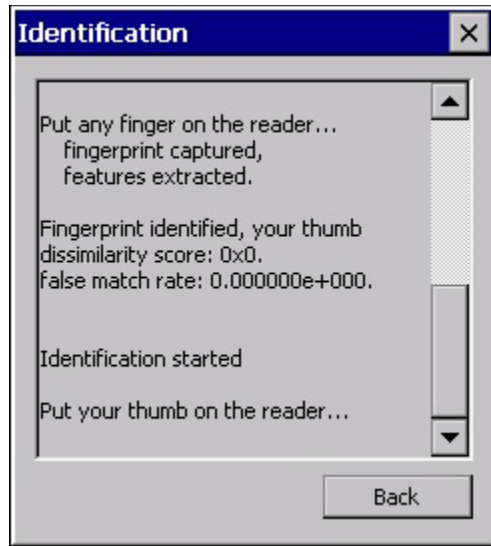 Identification
Put any finger on the reader...
fingerprint captured,
features extracted.
Fingerprint identified, your thumb
dissimilarity score: 0x0.
false match rate: 0.000000e+000.
Identification started
Put your thumb on the reader...
Back